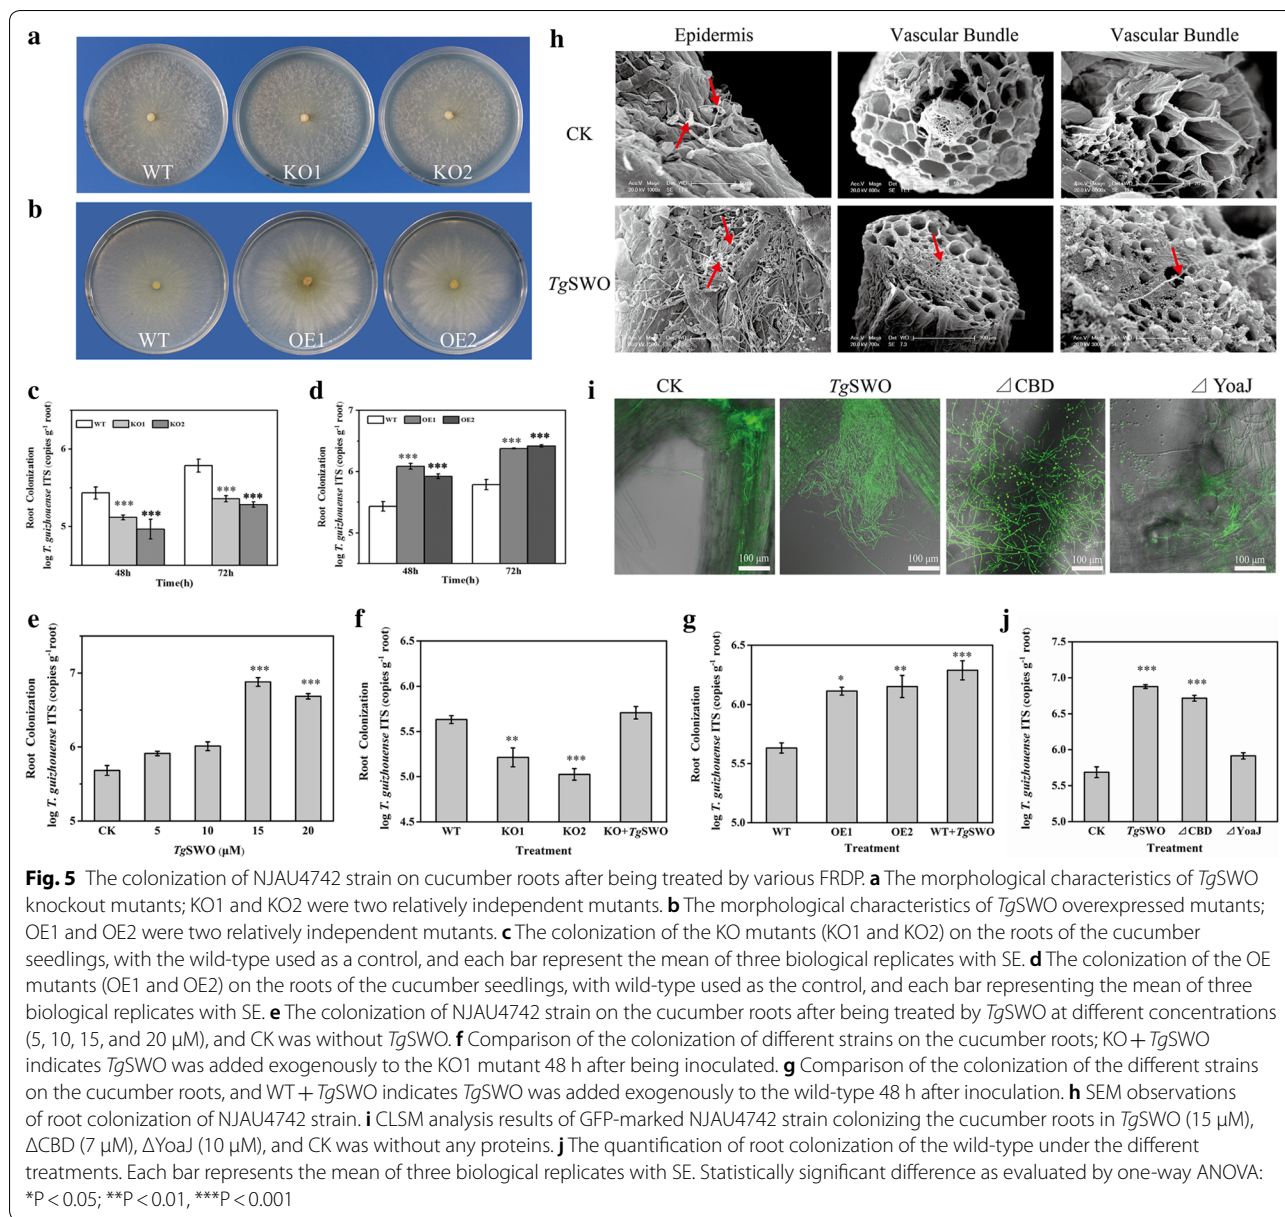 a
WT
KO1
KO2
b
WT
OE1
OE2
h
Epidermis
Vascular Bundle
Vascular Bundle
CK
TgSWO
c
Root Colonization
log T. guizhouense ITS (copies g-1 root)
WT
KO1
KO2
6
5
***
***
***
***
48h
72h
Time(h)
d
Root Colonization
log T. guizhouense ITS (copies g-1 root)
WT
OE1
OE2
7
6
5
***
***
***
***
48h
72h
Time(h)
i
CK
TgSWO
⊿CBD
⊿ YoaJ
100 μm
100 μm
100 μm
100 μm
e
Root Colonization
log T. guizhouense ITS (copies g-1 root)
7
6
5
***
***
CK
5
10
15
20
TgSWO (μM)
f
Root Colonization
log T. guizhouense ITS (copies g-1 root)
6.5
6.0
5.5
5.0
4.5
**
***
WT
KO1
KO2
KO+TgSWO
Treatment
g
Root Colonization
log T. guizhouense ITS (copies g-1 root)
6.5
6.0
5.5
5.0
*
**
***
WT
OE1
OE2
WT+TgSWO
Treatment
j
Root Colonization
log T. guizhouense ITS (copies g-1 root)
7.5
7.0
6.5
6.0
5.5
5.0
***
***
CK
TgSWO
⊿CBD
⊿YoaJ
Treatment
Fig. 5 The colonization of NJAU4742 strain on cucumber roots after being treated by various FRDP. a The morphological characteristics of TgSWO
knockout mutants; KO1 and KO2 were two relatively independent mutants. b The morphological characteristics of TgSWO overexpressed mutants;
OE1 and OE2 were two relatively independent mutants. c The colonization of the KO mutants (KO1 and KO2) on the roots of the cucumber
seedlings, with the wild-type used as a control, and each bar represent the mean of three biological replicates with SE. d The colonization of the OE
mutants (OE1 and OE2) on the roots of the cucumber seedlings, with wild-type used as the control, and each bar representing the mean of three
biological replicates with SE. e The colonization of NJAU4742 strain on the cucumber roots after being treated by TgSWO at different concentrations
(5, 10, 15, and 20 μM), and CK was without TgSWO. f Comparison of the colonization of different strains on the cucumber roots; KO + TgSWO
indicates TgSWO was added exogenously to the KO1 mutant 48 h after being inoculated. g Comparison of the colonization of the different strains
on the cucumber roots, and WT + TgSWO indicates TgSWO was added exogenously to the wild-type 48 h after inoculation. h SEM observations
of root colonization of NJAU4742 strain. i CLSM analysis results of GFP-marked NJAU4742 strain colonizing the cucumber roots in TgSWO (15 μM),
ΔCBD (7 μM), ΔYoaJ (10 μM), and CK was without any proteins. j The quantification of root colonization of the wild-type under the different
treatments. Each bar represents the mean of three biological replicates with SE. Statistically significant difference as evaluated by one-way ANOVA:
*P < 0.05; **P < 0.01, ***P < 0.001